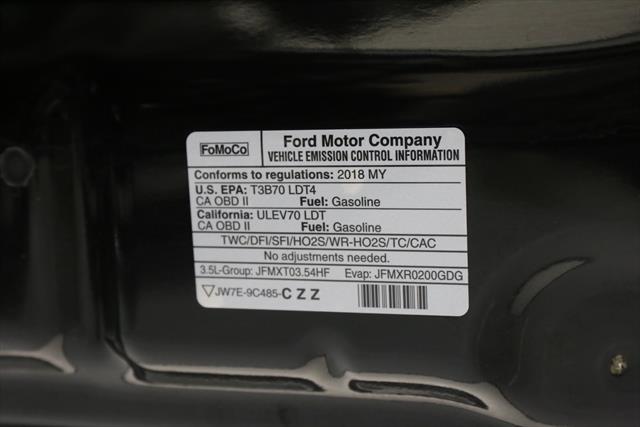 FoMoCo
Ford Motor Company
VEHICLE EMISSION CONTROL INFORMATION
Conforms to regulations: 2018 MY
U.S. EPA: T3B70 LDT4
CA OBD II Fuel: Gasoline
California: ULEV70 LDT
CA OBD II Fuel: Gasoline
TWC/DFI/SFI/HO2S/WR-HO2S/TC/CAC
No adjustments needed.
3.5L-Group: JFMXT03.54HF Evap: JFMXR0200GDG
JW7E-9C485-CZZ